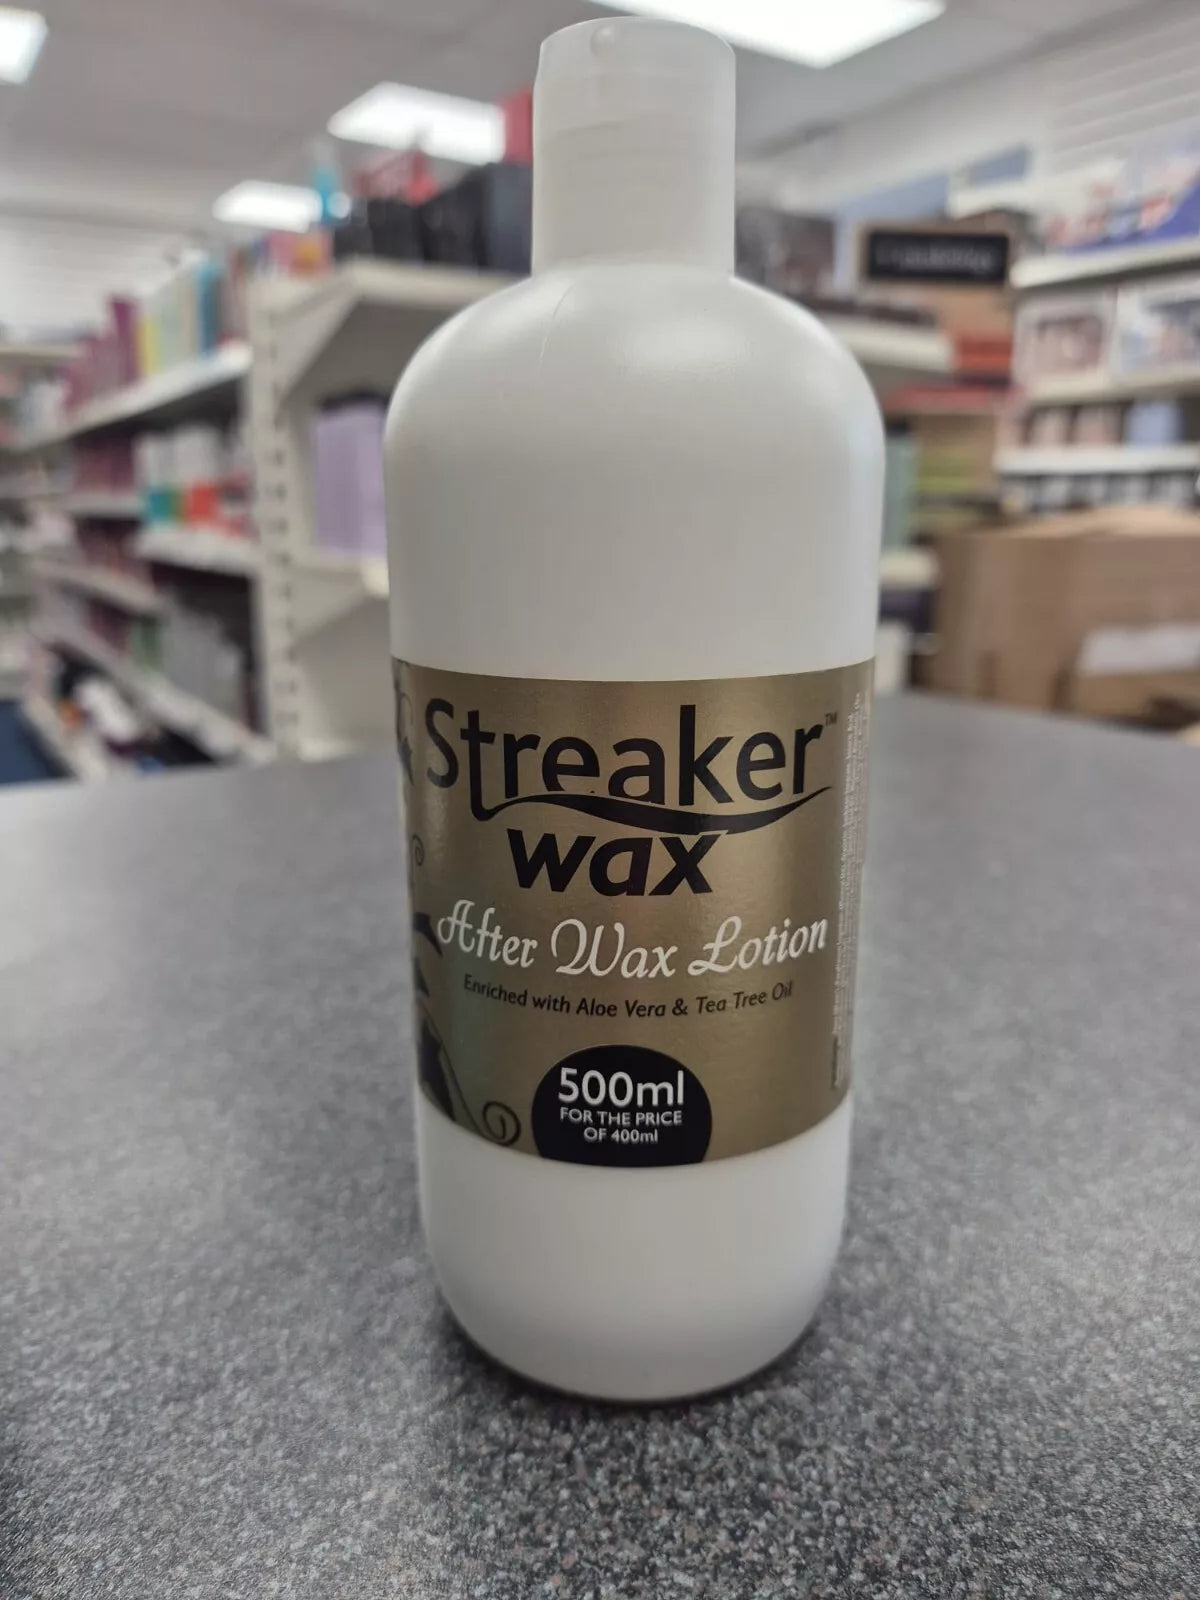 Streaker™
wax
After Wax Lotion
Enriched with Aloe Vera & Tea Tree Oil
500ml
FOR THE PRICE
OF 400ml